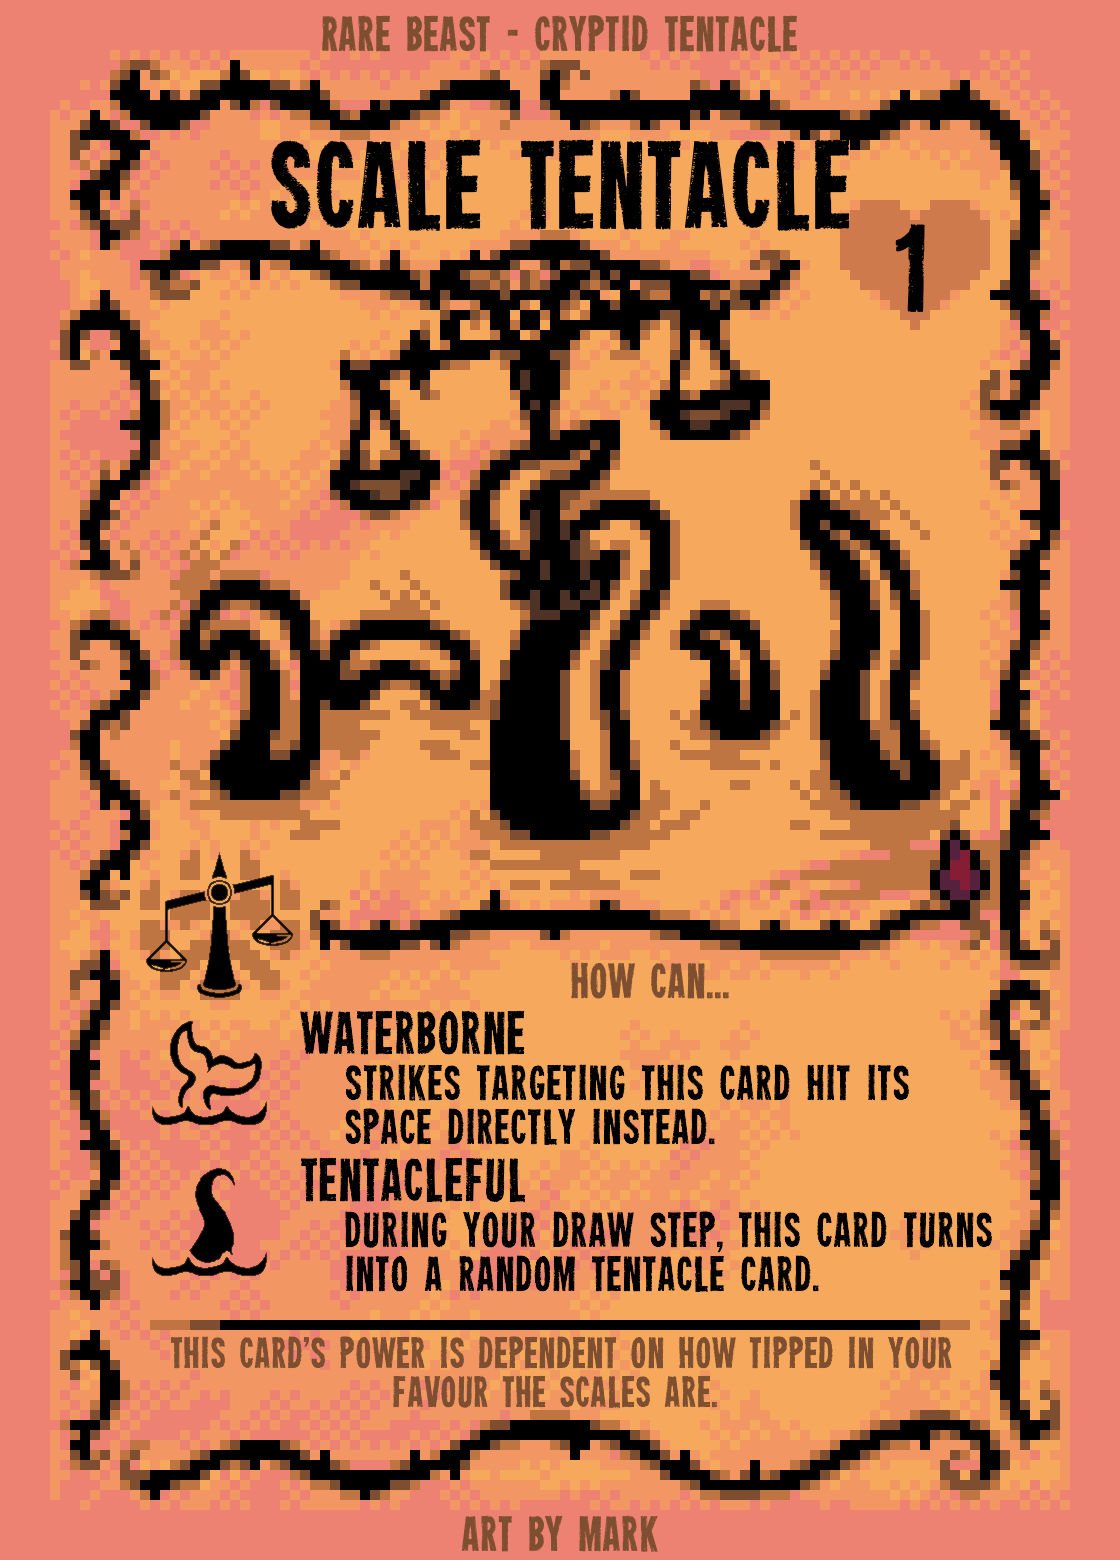 RARE BEAST - CRYPTID TENTACLE
SCALE TENTACLE
1
HOW CAN...
WATERBORNE
STRIKES TARGETING THIS CARD HIT ITS
SPACE DIRECTLY INSTEAD.
TENTACLEFUL
DURING YOUR DRAW STEP, THIS CARD TURNS
INTO A RANDOM TENTACLE CARD.
THIS CARD'S POWER IS DEPENDENT ON HOW TIPPED IN YOUR
FAVOUR THE SCALES ARE.
ART BY MARK